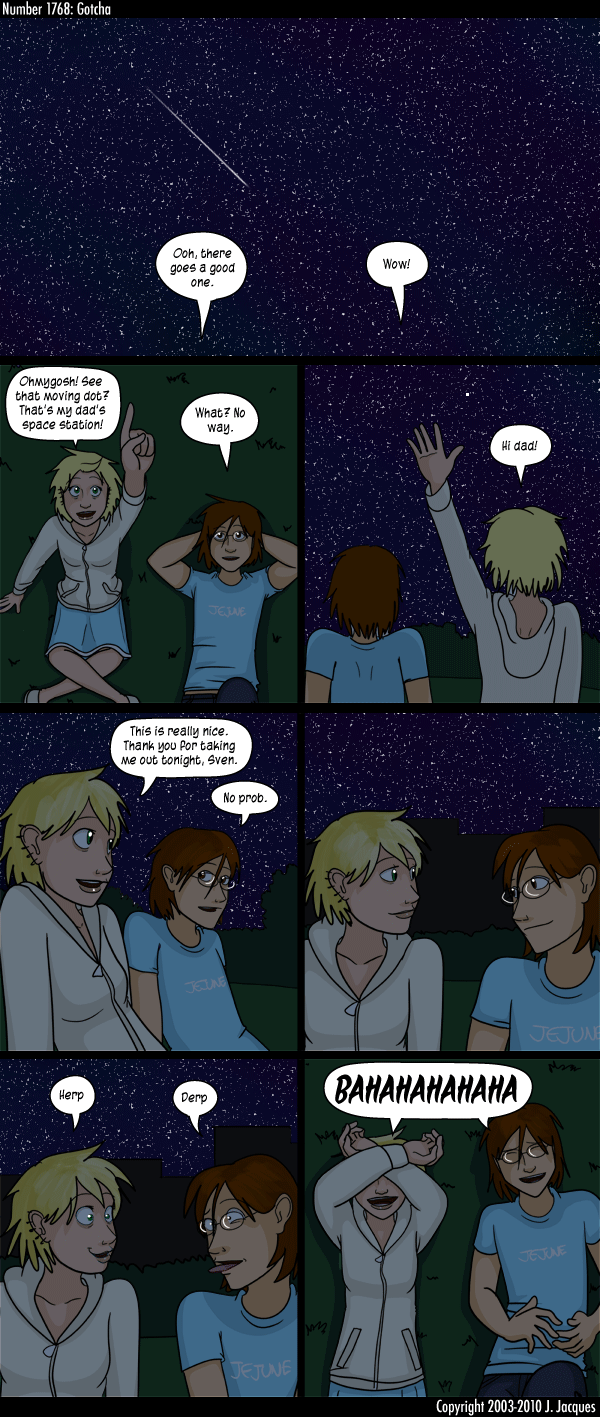 Number 1768: Gotcha
Ooh, there
goes a good
one.
Wow!
Ohmygosh! See
that moving dot?
That's my dad's
space station!
What? No
way.
JEJUNE
Hi dad!
This is really nice.
Thank you for taking
me out tonight, Sven.
No prob.
JEJUNE
JEJUNE
Herp
Derp
JEJUNE
BAHAHAHAHAHA
JEJUNE
Copyright 2003-2010 J. Jacques